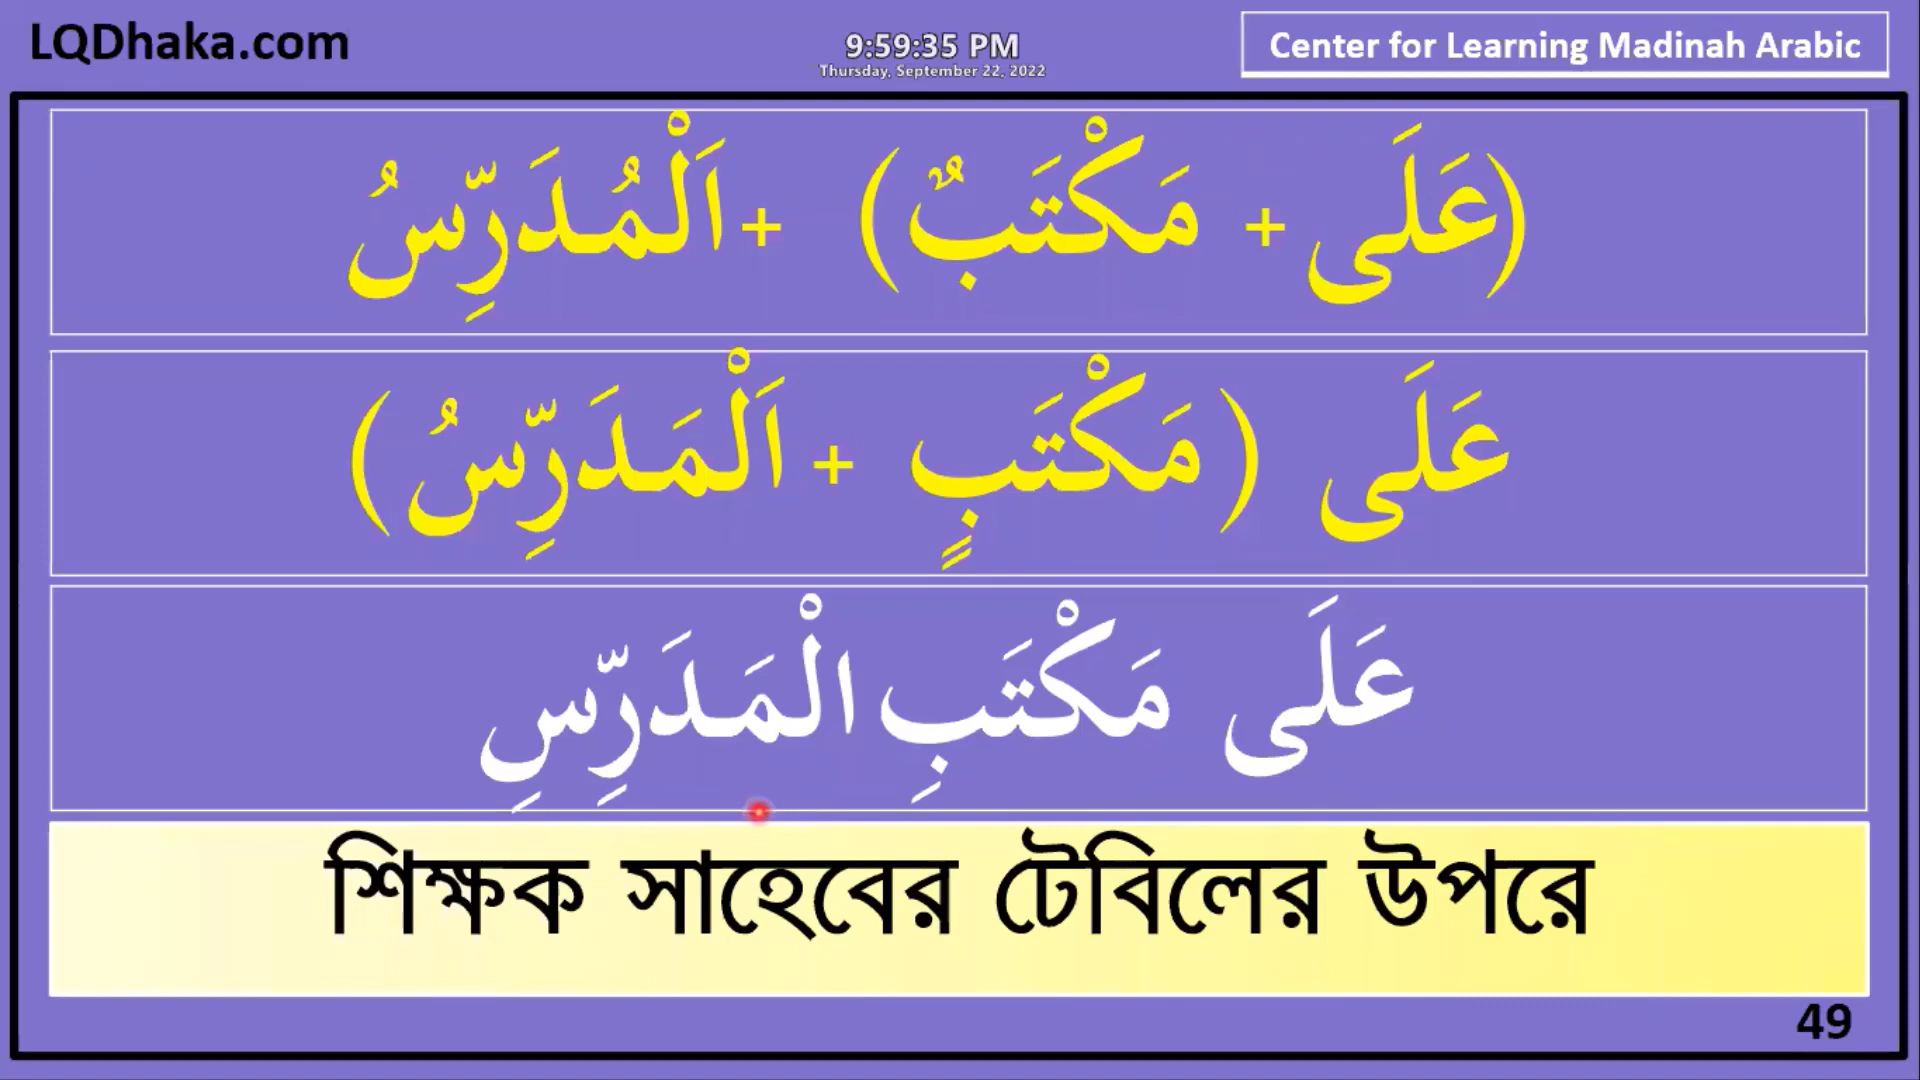 LQDhaka.com
9:59:35 PM
Thursday, September 22, 2022
Center for Learning Madinah Arabic
(عَلَى + مَكْتَبٌ) + اَلْمُدَرِّسُ
عَلَى (مَكْتَبٍ + اَلْمَدَرِّسُ)
عَلَى مَكْتَبِ الْمَدَرِّسِ
শিক্ষক সাহেবের টেবিলের উপরে
49